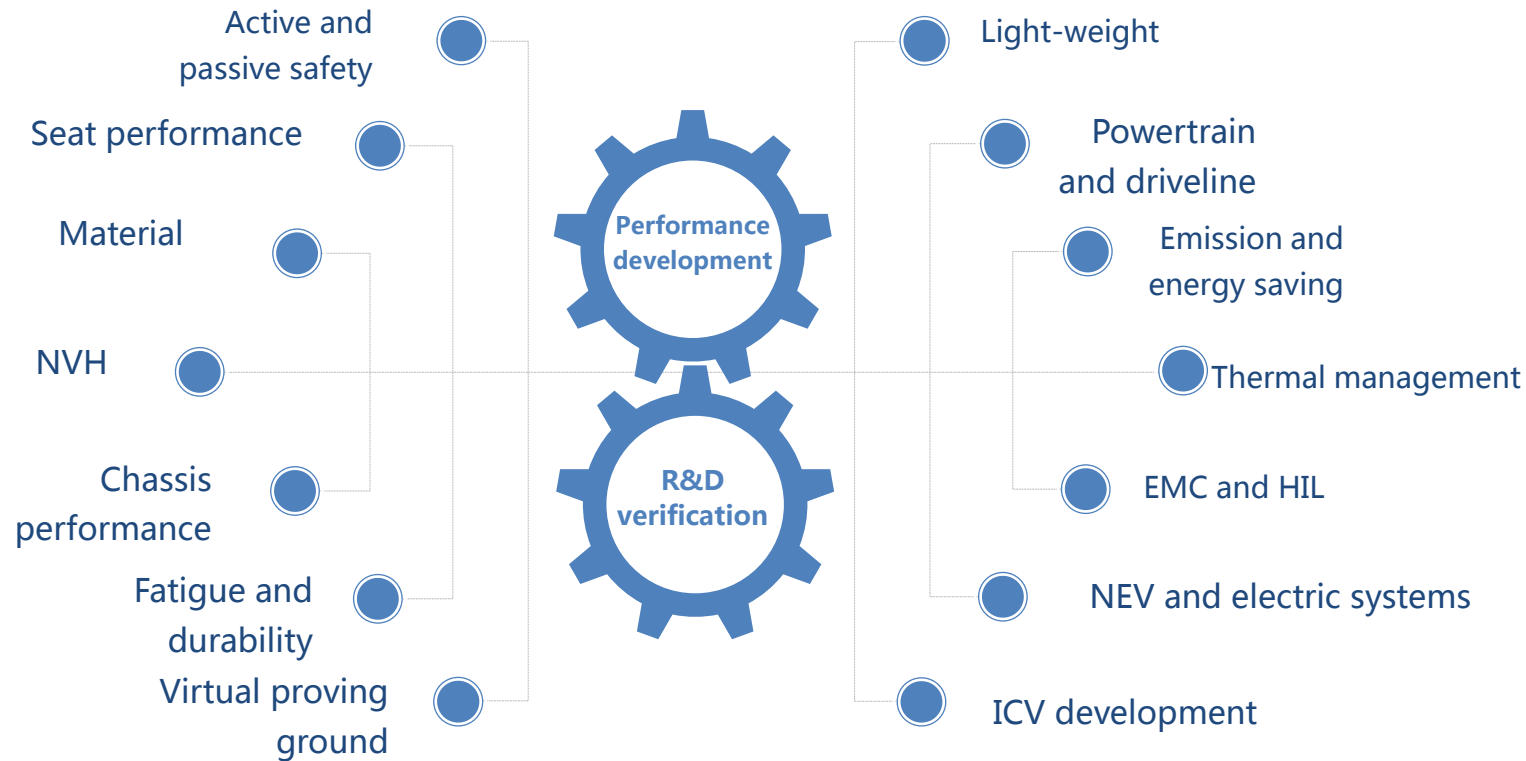 Active and
passive safety
Seat performance
Material
NVH
Chassis
performance
Fatigue and
durability
Virtual proving
ground
Performance
development
R&D
verification
Light-weight
Powertrain
and driveline
Emission and
energy saving
Thermal management
EMC and HIL
NEV and electric systems
ICV development